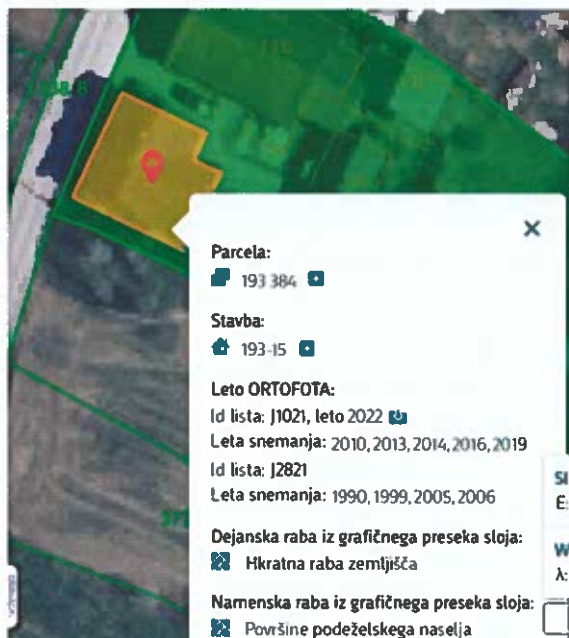 Parcela:
193 384
Stavba:
193-15
Leto ORTOFOTA:
Id lista: J1021, leto 2022
Leta snemanja: 2010, 2013, 2014, 2016, 2019
Id lista: J2821
Leta snemanja: 1990, 1999, 2005, 2006
Dejanska raba iz grafičnega preseka sloja:
Hkratna raba zemljišča
Namenska raba iz grafičnega preseka sloja:
Površine podeželskega naselja
E:
λ: